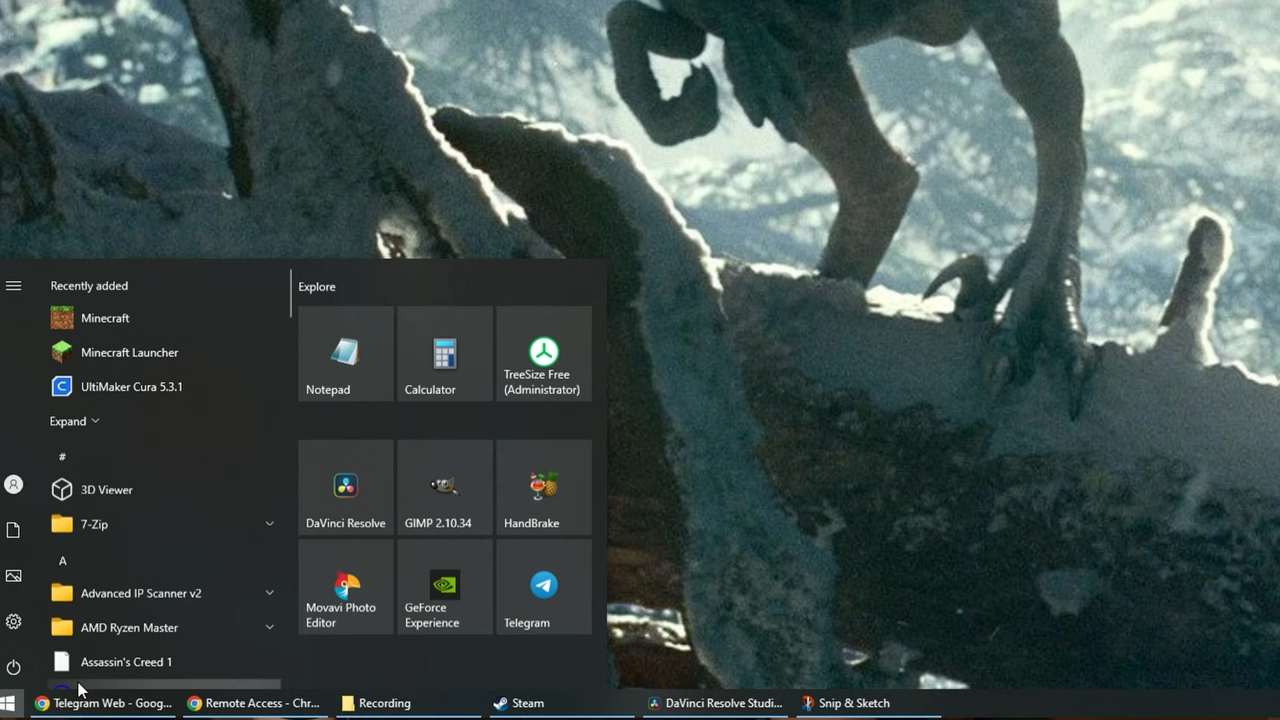 Recently added
Minecraft
Minecraft Launcher
UltiMaker Cura 5.3.1
Expand
#
3D Viewer
7-Zip
A
Advanced IP Scanner v2
AMD Ryzen Master
Assassin's Creed 1
Explore
Notepad
Calculator
TreeSize Free
(Administrator)
DaVinci Resolve
GIMP 2.10.34
HandBrake
Movavi Photo
Editor
GeForce
Experience
Telegram
Telegram Web - Goog...
Remote Access - Chr...
Recording
Steam
DaVinci Resolve Studi...
Snip & Sketch